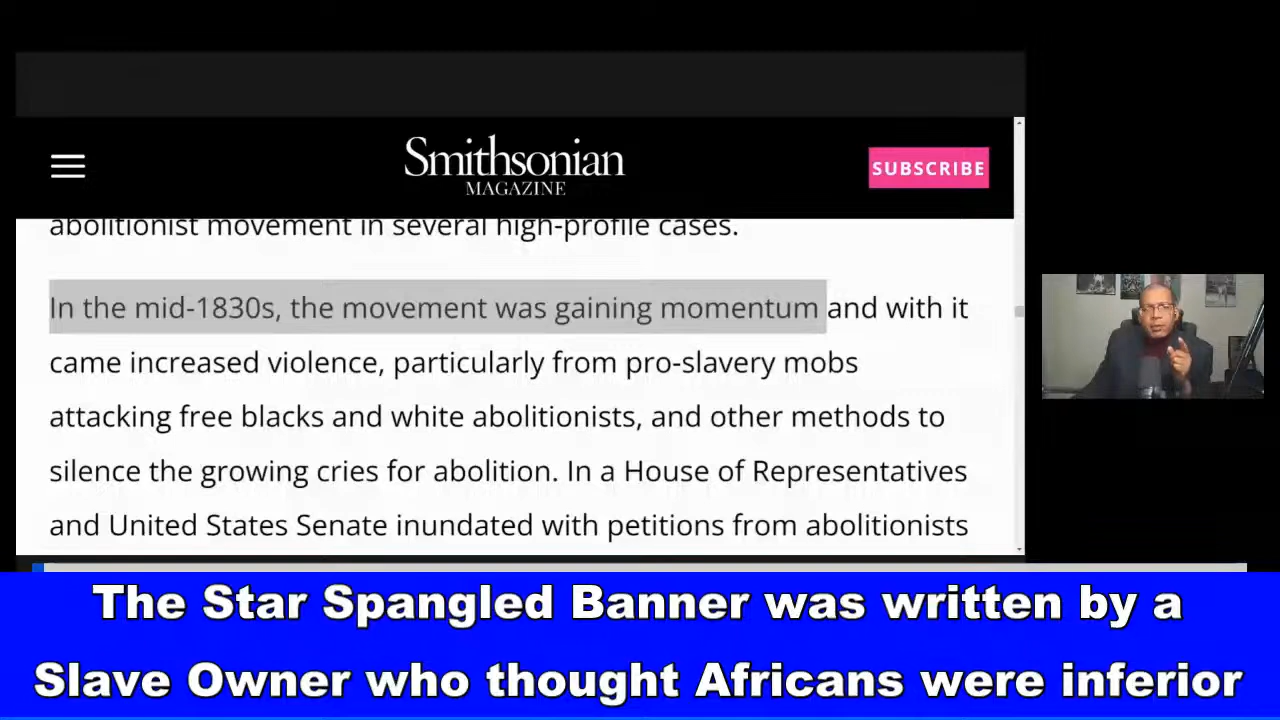 Smithsonian
MAGAZINE
SUBSCRIBE
abolitionist movement in several high-profile cases.
In the mid-1830s, the movement was gaining momentum and with it
came increased violence, particularly from pro-slavery mobs
attacking free blacks and white abolitionists, and other methods to
silence the growing cries for abolition. In a House of Representatives
and United States Senate inundated with petitions from abolitionists
The Star Spangled Banner was written by a
Slave Owner who thought Africans were inferior